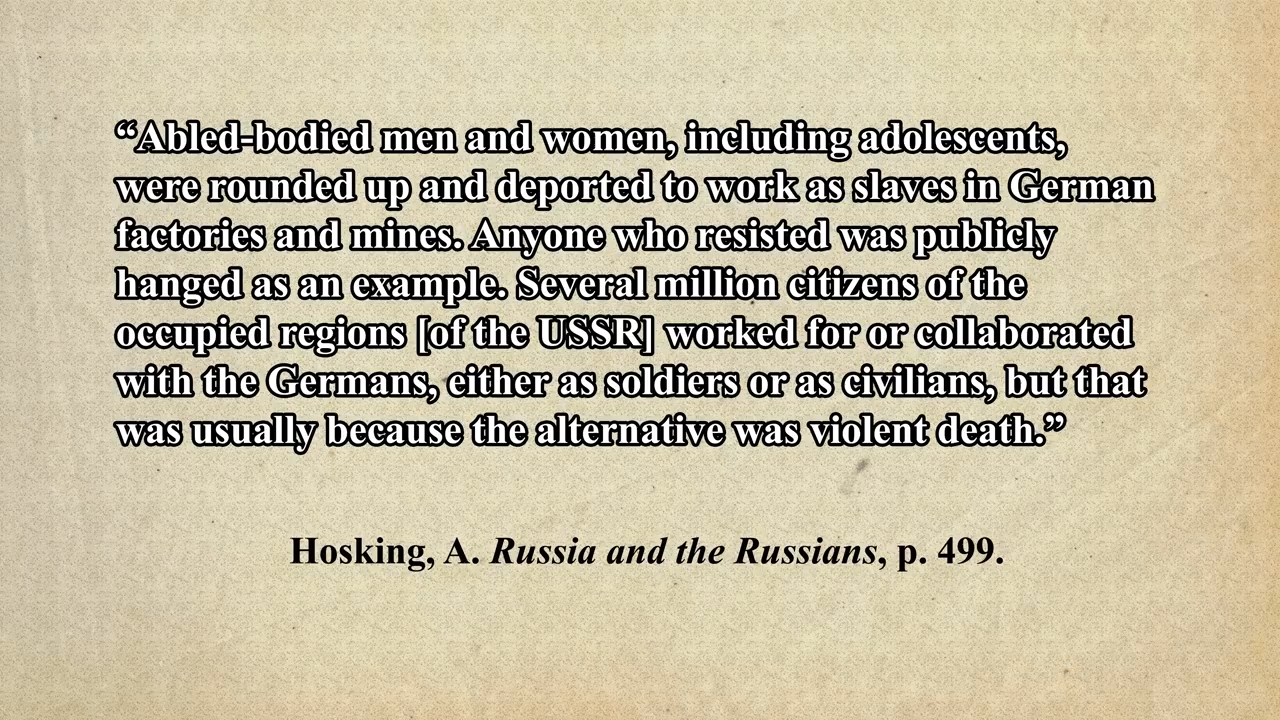 “Abled-bodied men and women, including adolescents,
were rounded up and deported to work as slaves in German
factories and mines. Anyone who resisted was publicly
hanged as an example. Several million citizens of the
occupied regions [of the USSR] worked for or collaborated
with the Germans, either as soldiers or as civilians, but that
was usually because the alternative was violent death.”
Hosking, A. Russia and the Russians, p. 499.